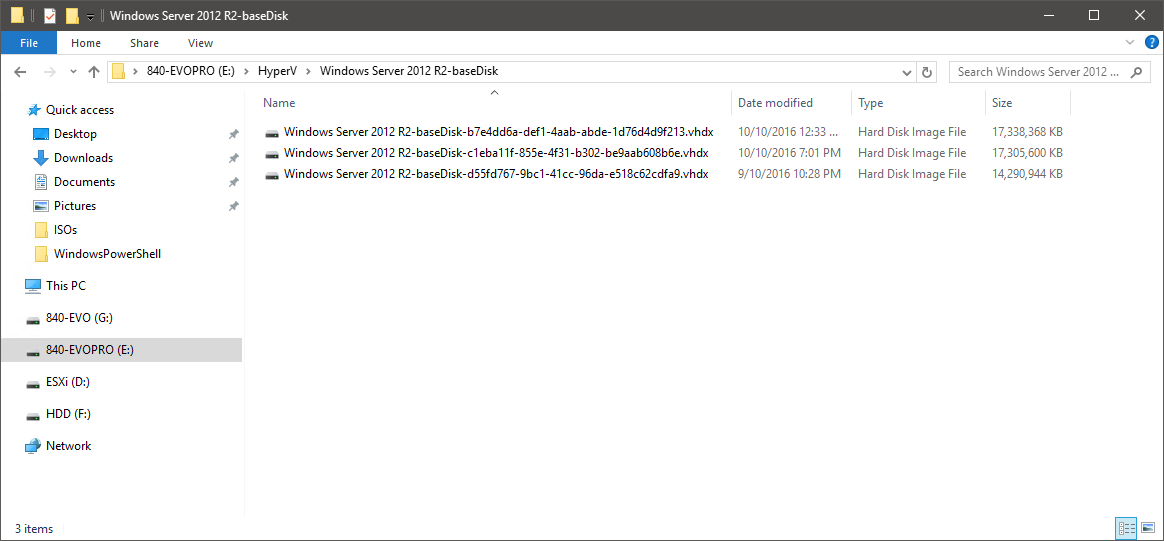 Windows Server 2012 R2-baseDisk
File Home Share View
840-EVOPRO (E:) HyperV Windows Server 2012 R2-baseDisk Search Windows Server 2012 ...
Name Date modified Type Size
Quick access
Desktop
Downloads
Documents
Pictures
ISOs
WindowsPowerShell
This PC
840-EVO (G:)
840-EVOPRO (E:)
ESXi (D:)
HDD (F:)
Network
Windows Server 2012 R2-baseDisk-b7e4dd6a-def1-4aab-abde-1d76d4d9f213.vhdx 10/10/2016 12:33 ... Hard Disk Image File 17,338,368 KB
Windows Server 2012 R2-baseDisk-c1eba11f-855e-4f31-b302-be9aab608b6e.vhdx 10/10/2016 7:01 PM Hard Disk Image File 17,305,600 KB
Windows Server 2012 R2-baseDisk-d55fd767-9bc1-41cc-96da-e518c62cdfa9.vhdx 9/10/2016 10:28 PM Hard Disk Image File 14,290,944 KB
3 items